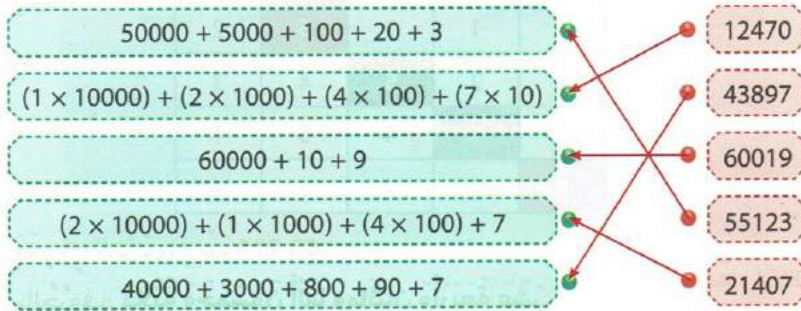 50000 + 5000 + 100 + 20 + 3 12470
(1 × 10000) + (2 × 1000) + (4 × 100) + (7 × 10) 43897
60000 + 10 + 9 60019
(2 × 10000) + (1 × 1000) + (4 × 100) + 7 55123
40000 + 3000 + 800 + 90 + 7 21407